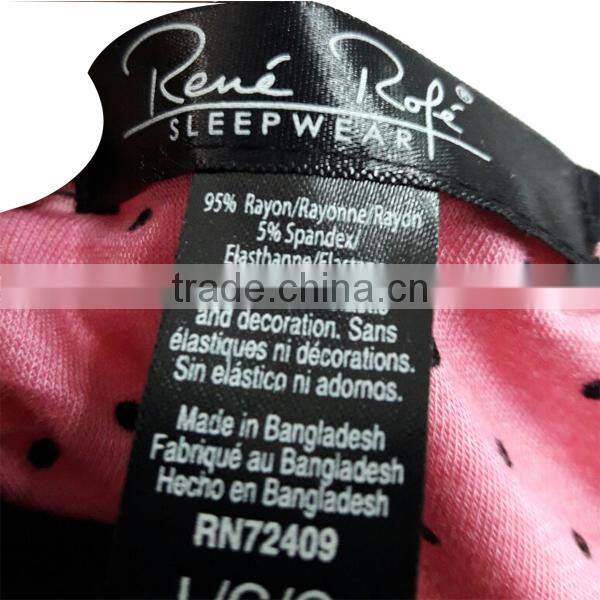 René Rofé®
SLEEPWEAR
95% Rayon/Rayonne/Rayon
5% Spandex/
Elasthanne/
trade.china.cn
and decoration. Sans
élastiques ni décorations.
Sin elástico ni adornos.
Made in Bangladesh
Fabriqué au Bangladesh
Hecho en Bangladesh
RN72409